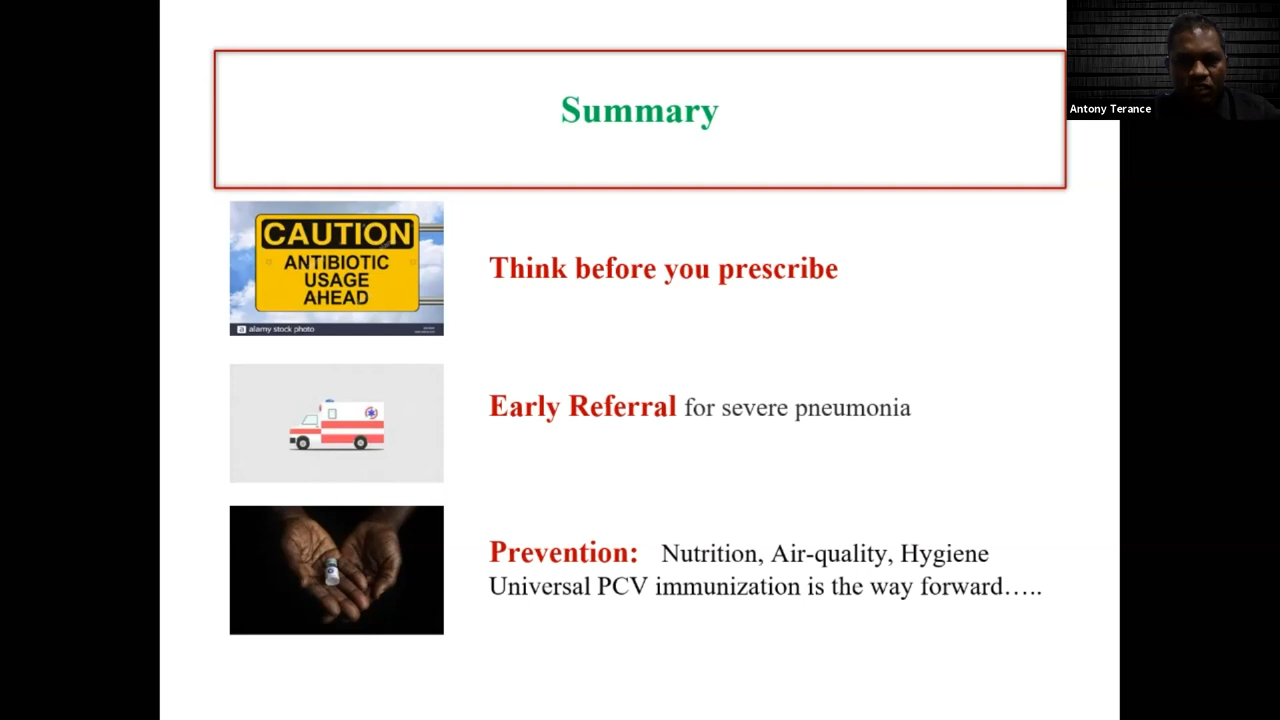 Summary
Antony Terance
CAUTION
ANTIBIOTIC
USAGE
AHEAD
alamy stock photo
Think before you prescribe
Early Referral for severe pneumonia
Prevention: Nutrition, Air-quality, Hygiene
Universal PCV immunization is the way forward…..